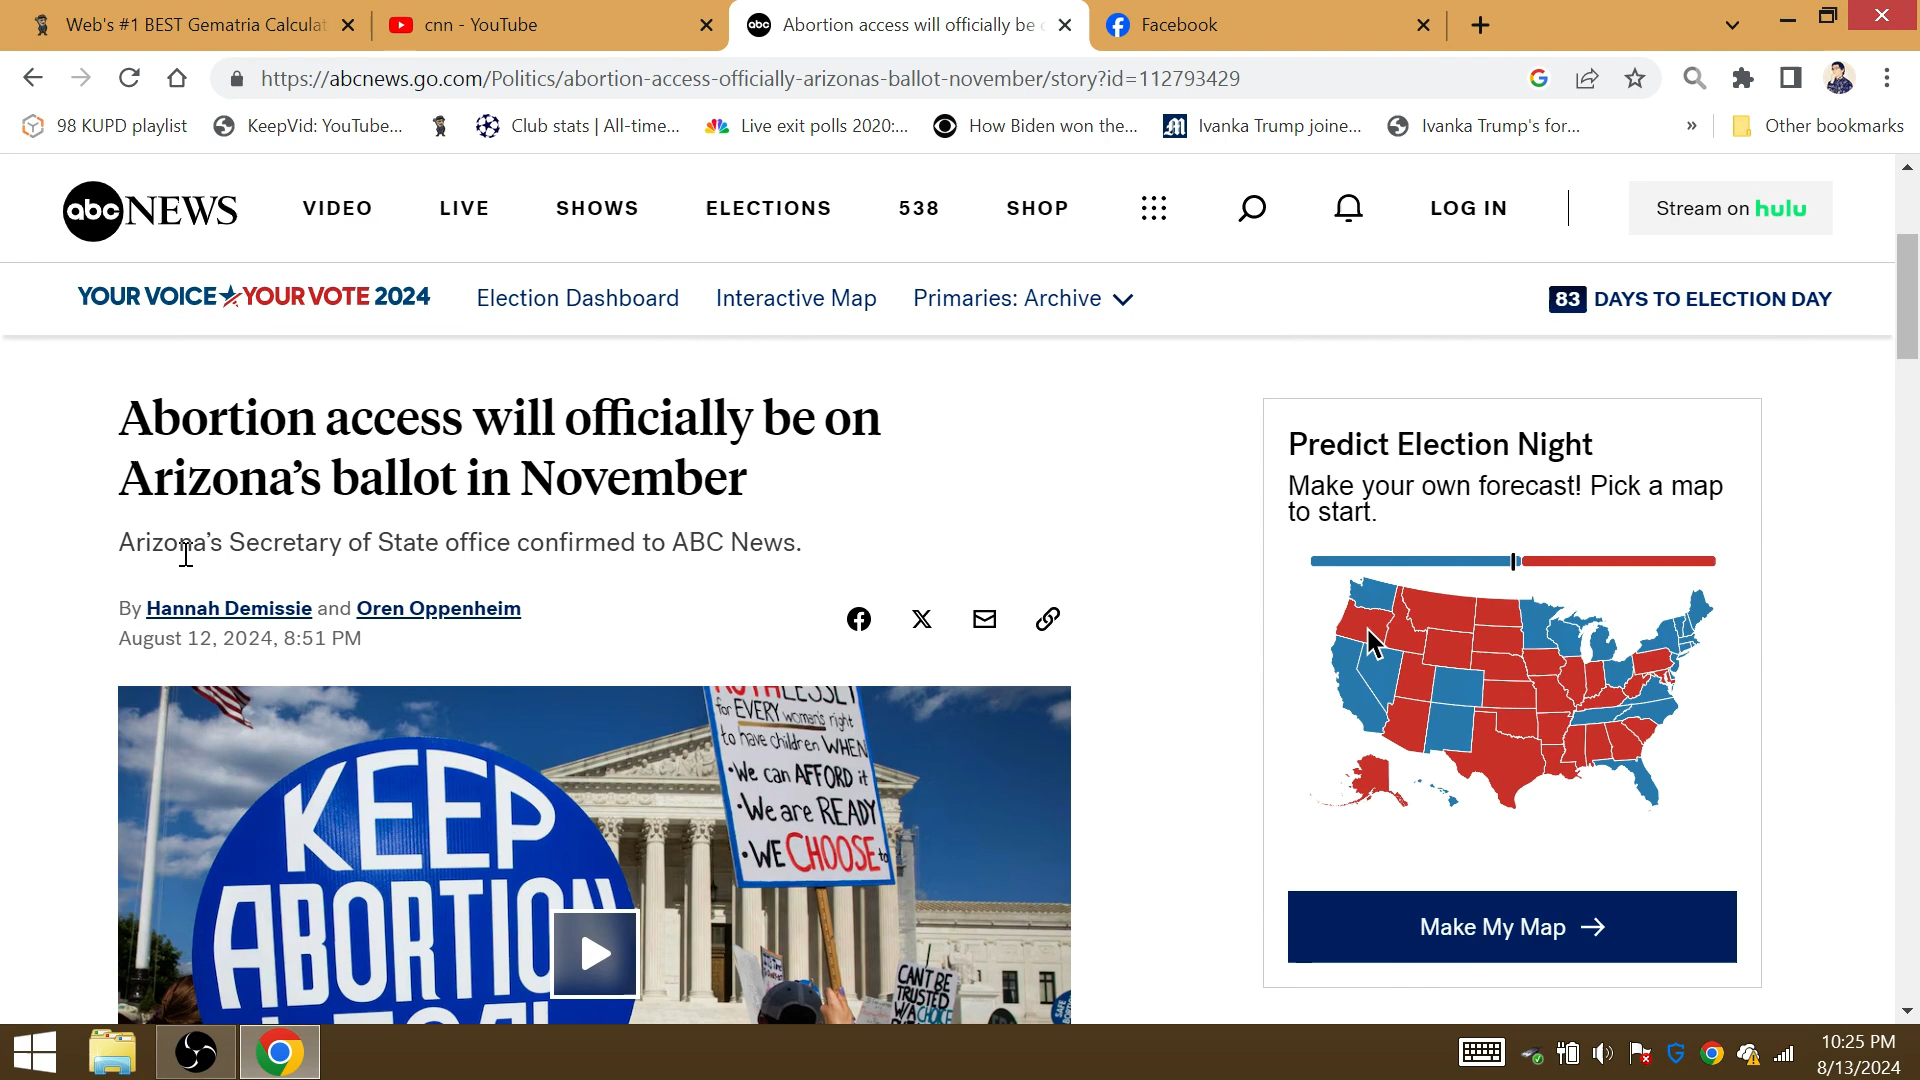 Web's #1 BEST Gematria Calculat
cnn - YouTube
abc
Abortion access will officially be
Facebook
https://abcnews.go.com/Politics/abortion-access-officially-arizonas-ballot-november/story?id=112793429
98 KUPD playlist
KeepVid: YouTube...
Club stats | All-time...
Live exit polls 2020:...
How Biden won the...
Ivanka Trump joine...
Ivanka Trump's for...
»
Other bookmarks
abc NEWS
VIDEO
LIVE
SHOWS
ELECTIONS
538
SHOP
LOG IN
Stream on hulu
YOUR VOICE YOUR VOTE 2024
Election Dashboard
Interactive Map
Primaries: Archive
83 DAYS TO ELECTION DAY
Abortion access will officially be on
Arizona's ballot in November
Arizona's Secretary of State office confirmed to ABC News.
By Hannah Demissie and Oren Oppenheim
August 12, 2024, 8:51 PM
for EVERY woman's right
to have children WHEN
•We can AFFORD it
•We are READY
•WE CHOOSE to
KEEP
ABORTION
CAN'T BE
TRUSTED
W/A CHOICE
Predict Election Night
Make your own forecast! Pick a map
to start.
Make My Map →
10:25 PM
8/13/2024